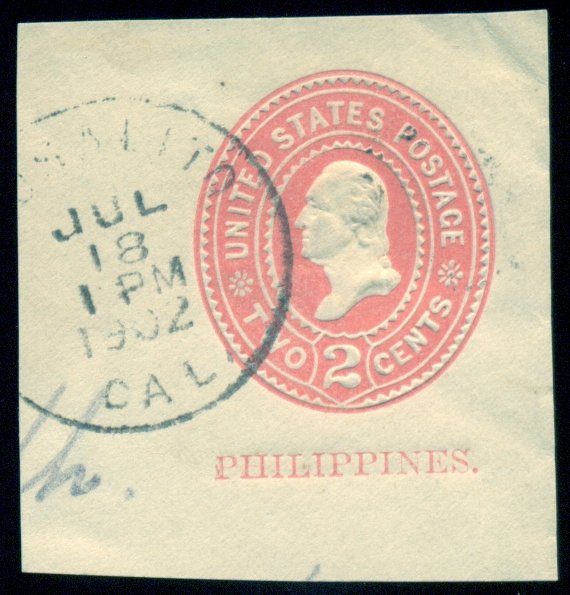 JUL
18
1 PM
1902
CAL.
UNITED STATES POSTAGE
TWO 2 CENTS
PHILIPPINES.